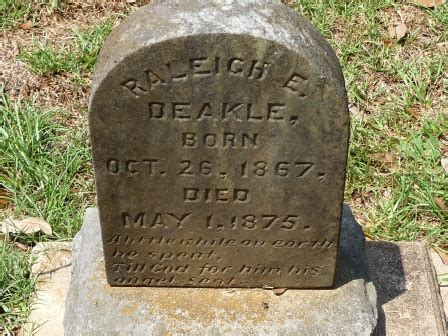 RALEIGH E.
DEAKLE,
BORN
OCT. 26, 1867,
DIED
MAY 1, 1875.
A little while on earth
he spent,
Till God for him his
angel sent.